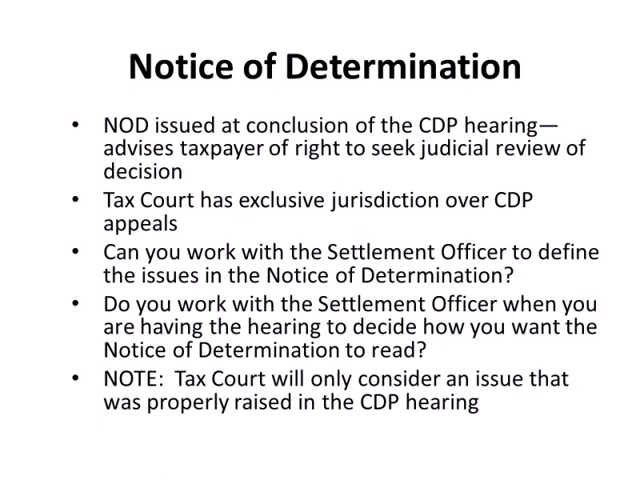 Notice of Determination
• NOD issued at conclusion of the CDP hearing—
advises taxpayer of right to seek judicial review of
decision
• Tax Court has exclusive jurisdiction over CDP
appeals
• Can you work with the Settlement Officer to define
the issues in the Notice of Determination?
• Do you work with the Settlement Officer when you
are having the hearing to decide how you want the
Notice of Determination to read?
• NOTE:  Tax Court will only consider an issue that
was properly raised in the CDP hearing